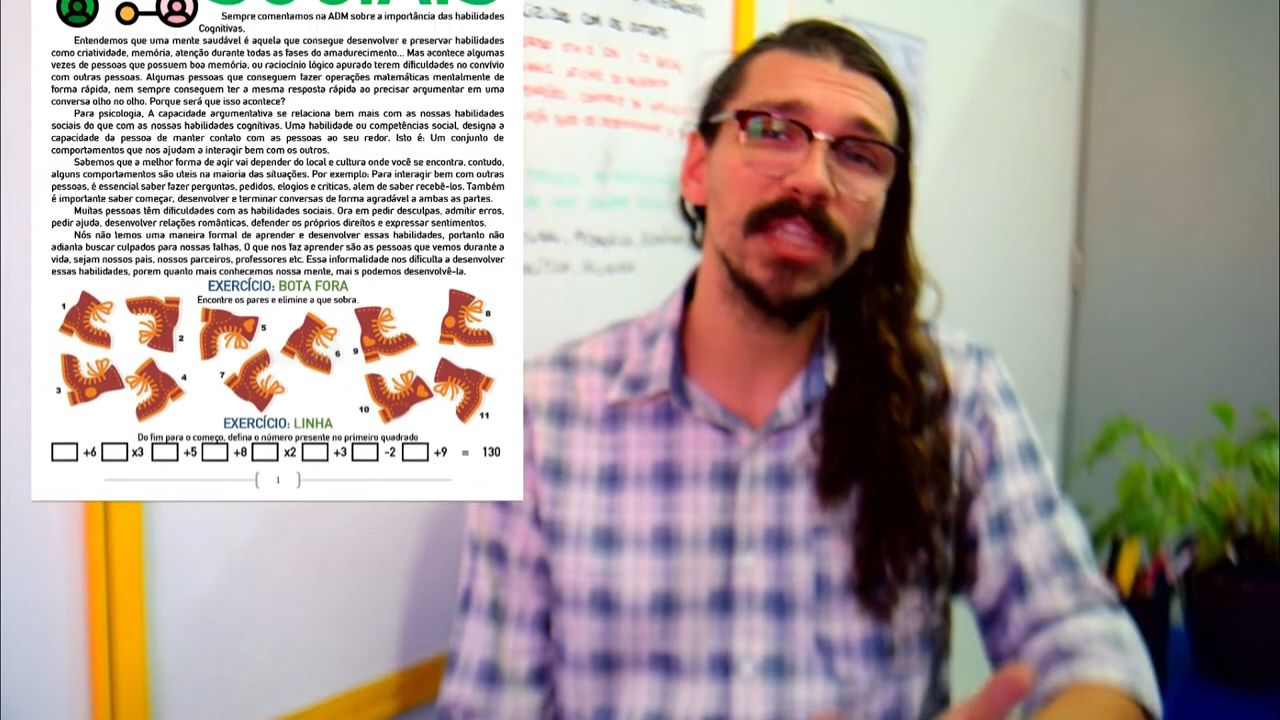 SOCIAIS
Sempre comentamos na ADM sobre a importância das habilidades
Cognitivas.
Entendemos que uma mente saudável é aquela que consegue desenvolver e preservar habilidades
como criatividade, memória, atenção durante todas as fases do amadurecimento... Mas acontece algumas
vezes de pessoas que possuem boa memória, ou raciocínio lógico apurado terem dificuldades no convívio
com outras pessoas. Algumas pessoas que conseguem fazer operações matemáticas mentalmente de
forma rápida, nem sempre conseguem ter a mesma resposta rápida ao precisar argumentar em uma
conversa olho no olho. Porque será que isso acontece?
Para psicologia, A capacidade argumentativa se relaciona bem mais com as nossas habilidades
sociais do que com as nossas habilidades cognitivas. Uma habilidade ou competências social, designa a
capacidade da pessoa de manter contato com as pessoas ao seu redor. Isto é: Um conjunto de
comportamentos que nos ajudam a interagir bem com os outros.
Sabemos que a melhor forma de agir vai depender do local e cultura onde você se encontra, contudo,
alguns comportamentos são uteis na maioria das situações. Por exemplo: Para interagir bem com outras
pessoas, é essencial saber fazer perguntas, pedidos, elogios e críticas, alem de saber recebê-los. Também
é importante saber começar, desenvolver e terminar conversas de forma agradável a ambas as partes.
Muitas pessoas têm dificuldades com as habilidades sociais. Ora em pedir desculpas, admitir erros,
pedir ajuda, desenvolver relações românticas, defender os próprios direitos e expressar sentimentos.
Nós não temos uma maneira formal de aprender e desenvolver essas habilidades, portanto não
adianta buscar culpados para nossas falhas, O que nos faz aprender são as pessoas que vemos durante a
vida, sejam nossos pais, nossos parceiros, professores etc. Essa informalidade nos dificulta a desenvolver
essas habilidades, porem quanto mais conhecemos nossa mente, mai s podemos desenvolvê-la.
EXERCÍCIO: BOTA FORA
Encontre os pares e elimine a que sobra.
1
2
5
6
9
8
3
4
7
10
11
EXERCÍCIO: LINHA
Do fim para o começo, defina o número presente no primeiro quadrado
+6 x3 +5 +8 x2 +3 -2 +9 = 130
1